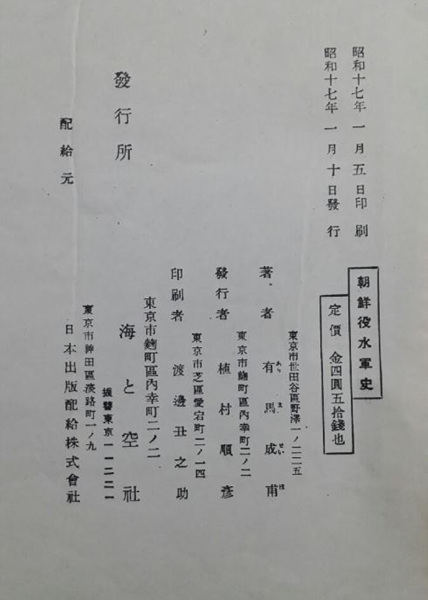 昭和十七年一月五日印刷
昭和十七年一月十日發行
朝鮮役水軍史
定價 金四圓五拾錢也
東京市世田谷區野澤一ノ二二五
著者 有馬成甫
東京市麹町區內幸町二ノ二
發行者 植村順彦
東京市芝區愛宕町二ノ一四
印刷者 渡邊丑之助
發行所
東京市麹町區內幸町二ノ二
海と空社
振替東京一一二二一
配給元
東京市神田區淡路町一ノ九
日本出版配給株式會社